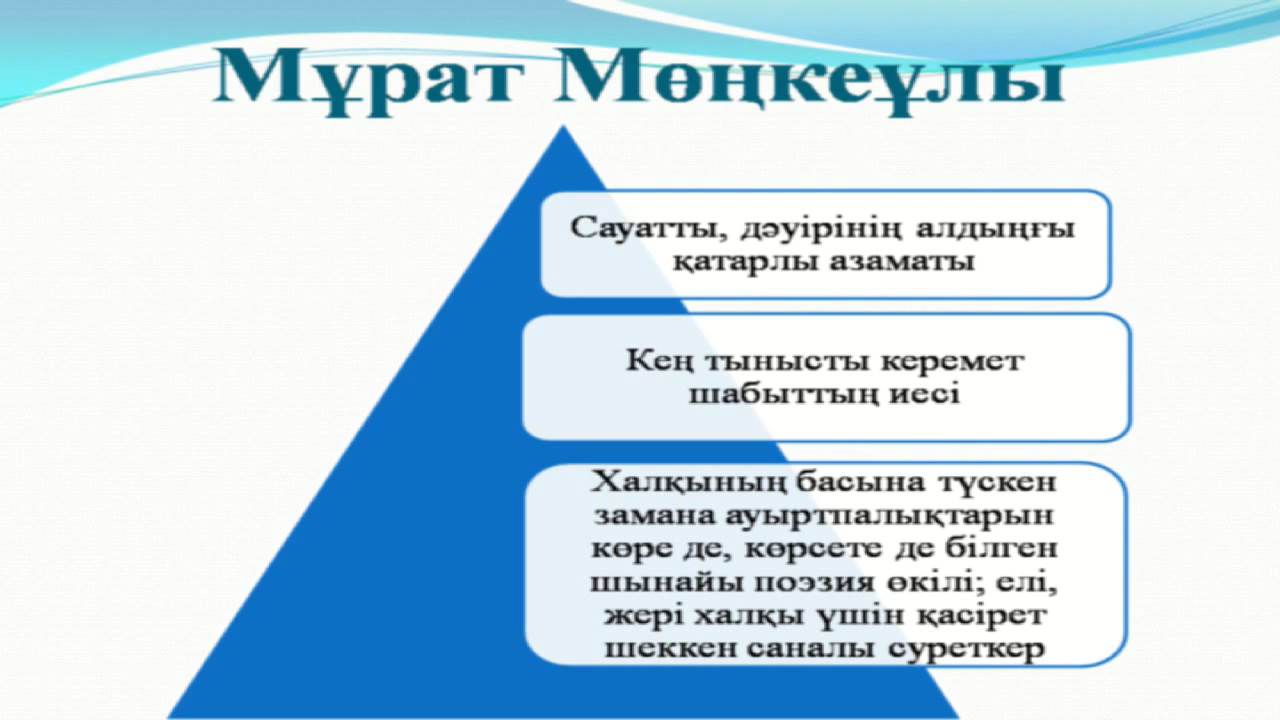 Мұрат Мөңкеұлы
Сауатты, дәуірінің алдыңғы
қатарлы азаматы
Кең тынысты керемет
шабыттың иесі
Халқының басына түскен
замана ауыртпалықтарын
көре де, көрсете де білген
шынайы поэзия өкілі; елі,
жері халқы үшін қасірет
шеккен саналы суреткер